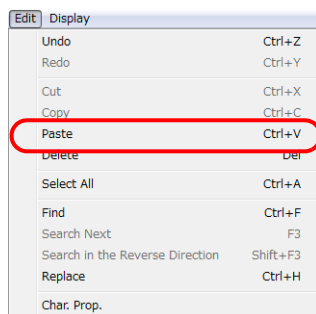 Edit Display
Undo Ctrl+Z
Redo Ctrl+Y
Cut Ctrl+X
Copy Ctrl+C
Paste Ctrl+V
Delete Del
Select All Ctrl+A
Find Ctrl+F
Search Next F3
Search in the Reverse Direction Shift+F3
Replace Ctrl+H
Char. Prop.